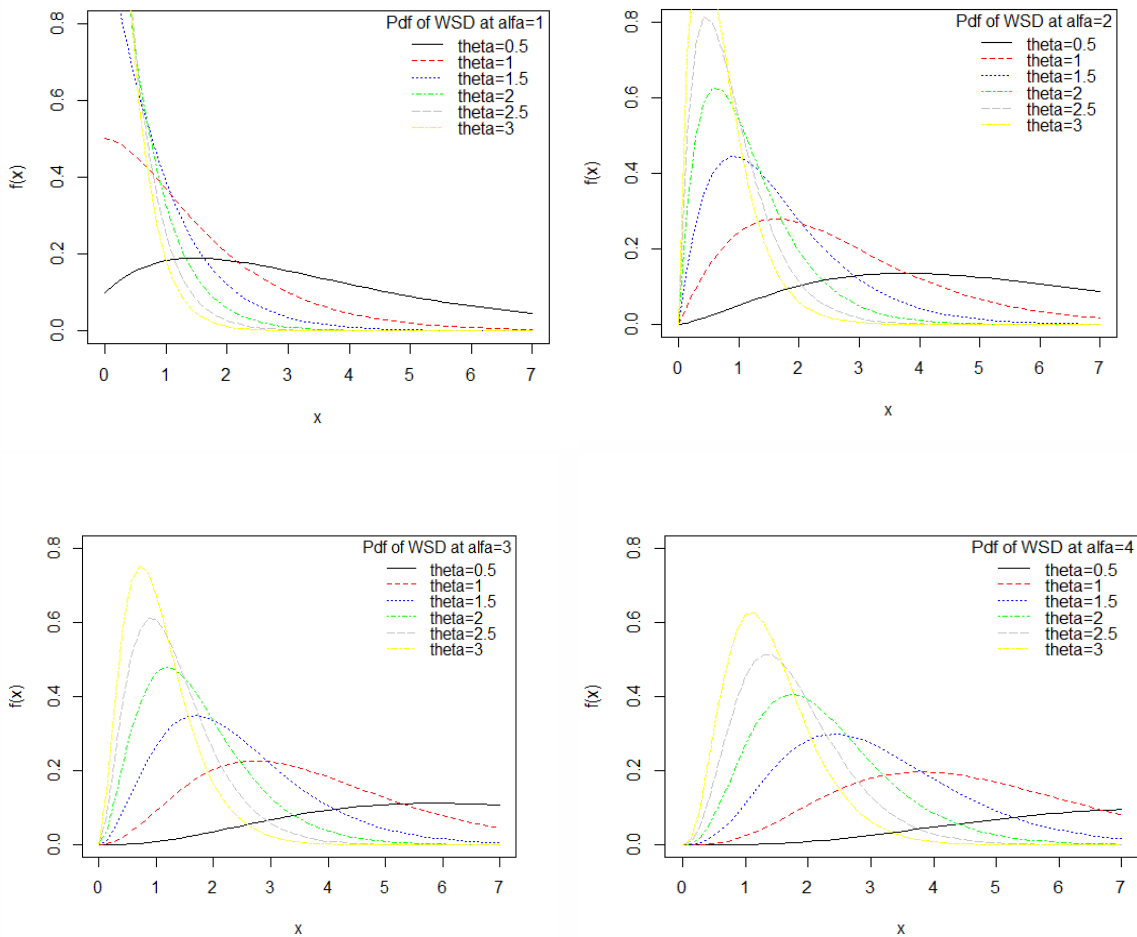 Pdf of WSD at alfa=1
theta=0.5
theta=1
theta=1.5
theta=2
theta=2.5
theta=3
f(x)
0.0
0.2
0.4
0.6
0.8
0 1 2 3 4 5 6 7
x
Pdf of WSD at alfa=2
theta=0.5
theta=1
theta=1.5
theta=2
theta=2.5
theta=3
f(x)
0.0
0.2
0.4
0.6
0.8
0 1 2 3 4 5 6 7
x
Pdf of WSD at alfa=3
theta=0.5
theta=1
theta=1.5
theta=2
theta=2.5
theta=3
f(x)
0.0
0.2
0.4
0.6
0.8
0 1 2 3 4 5 6 7
x
Pdf of WSD at alfa=4
theta=0.5
theta=1
theta=1.5
theta=2
theta=2.5
theta=3
f(x)
0.0
0.2
0.4
0.6
0.8
0 1 2 3 4 5 6 7
x